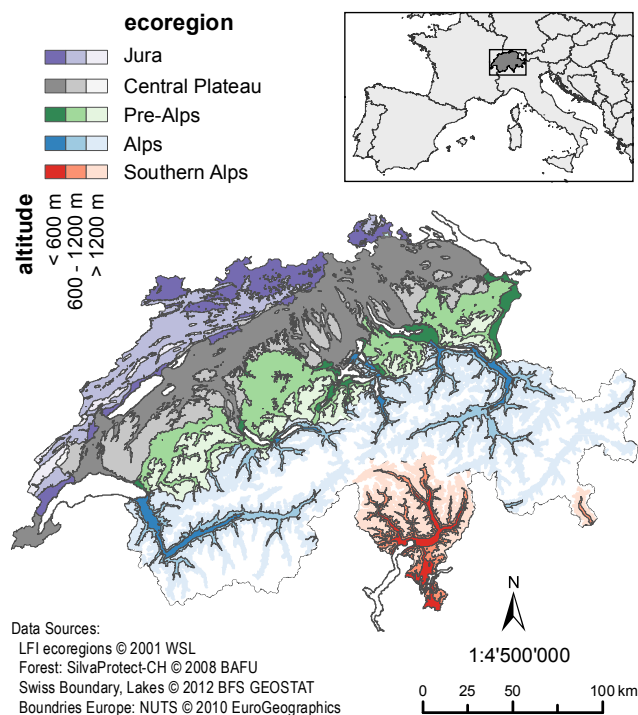 ecoregion
Jura
Central Plateau
Pre-Alps
Alps
Southern Alps
altitude
< 600 m
600 - 1200 m
> 1200 m
N
1:4'500'000
0 25 50 100 km
Data Sources:
LFI ecoregions © 2001 WSL
Forest: SilvaProtect-CH © 2008 BAFU
Swiss Boundary, Lakes © 2012 BFS GEOSTAT
Boundries Europe: NUTS © 2010 EuroGeographics